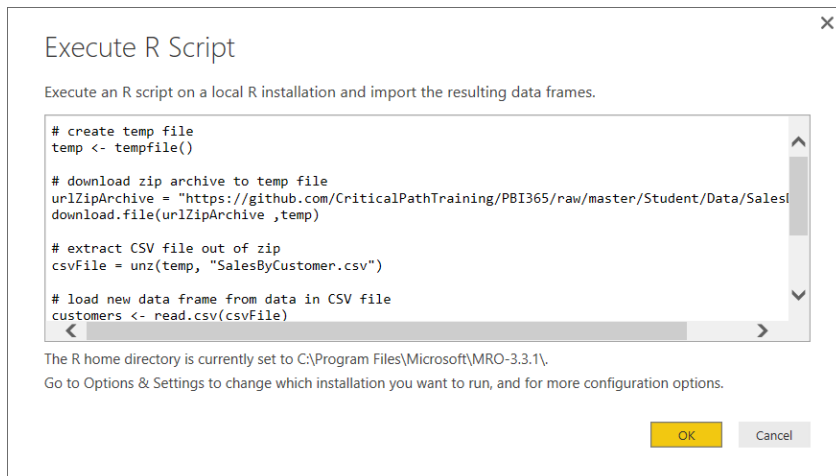 Execute R Script
Execute an R script on a local R installation and import the resulting data frames.
# create temp file
temp <- tempfile()
# download zip archive to temp file
urlZipArchive = "https://github.com/CriticalPathTraining/PBI365/raw/master/Student/Data/Sales
download.file(urlZipArchive ,temp)
# extract CSV file out of zip
csvFile = unz(temp, "SalesByCustomer.csv")
# load new data frame from data in CSV file
customers <- read.csv(csvFile)
The R home directory is currently set to C:\Program Files\Microsoft\MRO-3.3.1\.
Go to Options & Settings to change which installation you want to run, and for more configuration options.
OK Cancel